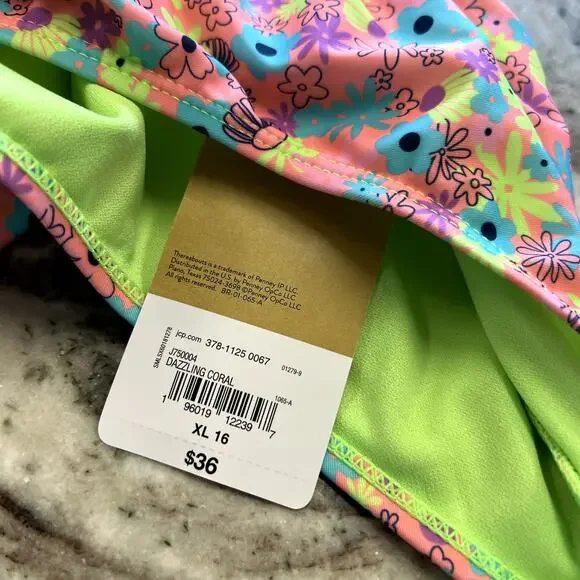 Thereabouts is a trademark of Penney IP LLC
Distributed in the U.S. by Penney OpCo LLC
Plano, Texas 75024-3698 ©Penney OpCo LLC
All rights reserved. BR-01-065-A
jcp.com 378-1125 0067
01279-9
SMLSX60181278
J750004
DAZZLING CORAL
1065-A
1 96019 12239 7
XL 16
$36